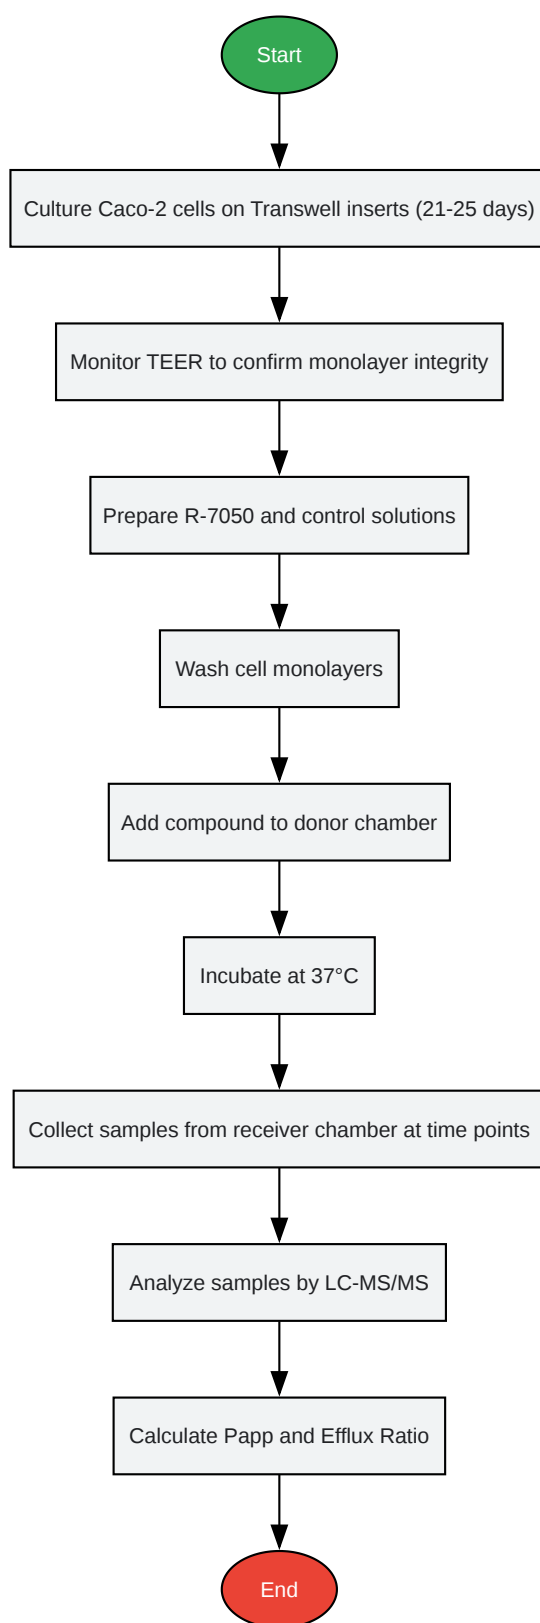 Start
Culture Caco-2 cells on Transwell inserts (21-25 days)
Monitor TEER to confirm monolayer integrity
Prepare R-7050 and control solutions
Wash cell monolayers
Add compound to donor chamber
Incubate at 37°C
Collect samples from receiver chamber at time points
Analyze samples by LC-MS/MS
Calculate Papp and Efflux Ratio
End